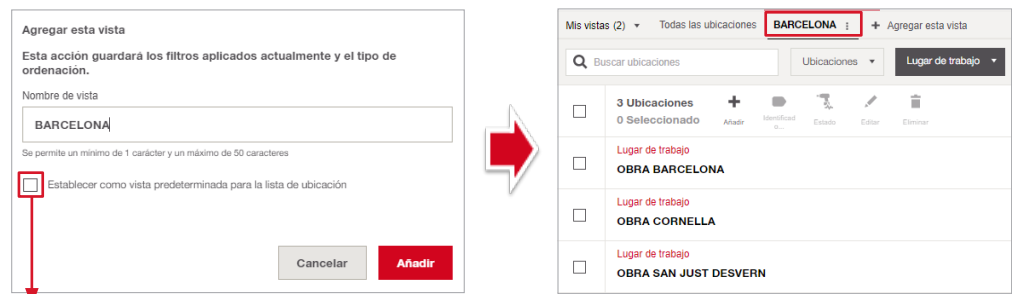 Agregar esta vista
Esta acción guardará los filtros aplicados actualmente y el tipo de
ordenación.
Nombre de vista
BARCELONA
Se permite un mínimo de 1 carácter y un máximo de 50 caracteres
Establecer como vista predeterminada para la lista de ubicación
Cancelar
Añadir
Mis vistas (2)
Todas las ubicaciones
BARCELONA
Agregar esta vista
Buscar ubicaciones
Ubicaciones
Lugar de trabajo
3 Ubicaciones
0 Seleccionado
Añadir
Identificad
o...
Estado
Editar
Eliminar
Lugar de trabajo
OBRA BARCELONA
Lugar de trabajo
OBRA CORNELLA
Lugar de trabajo
OBRA SAN JUST DESVERN